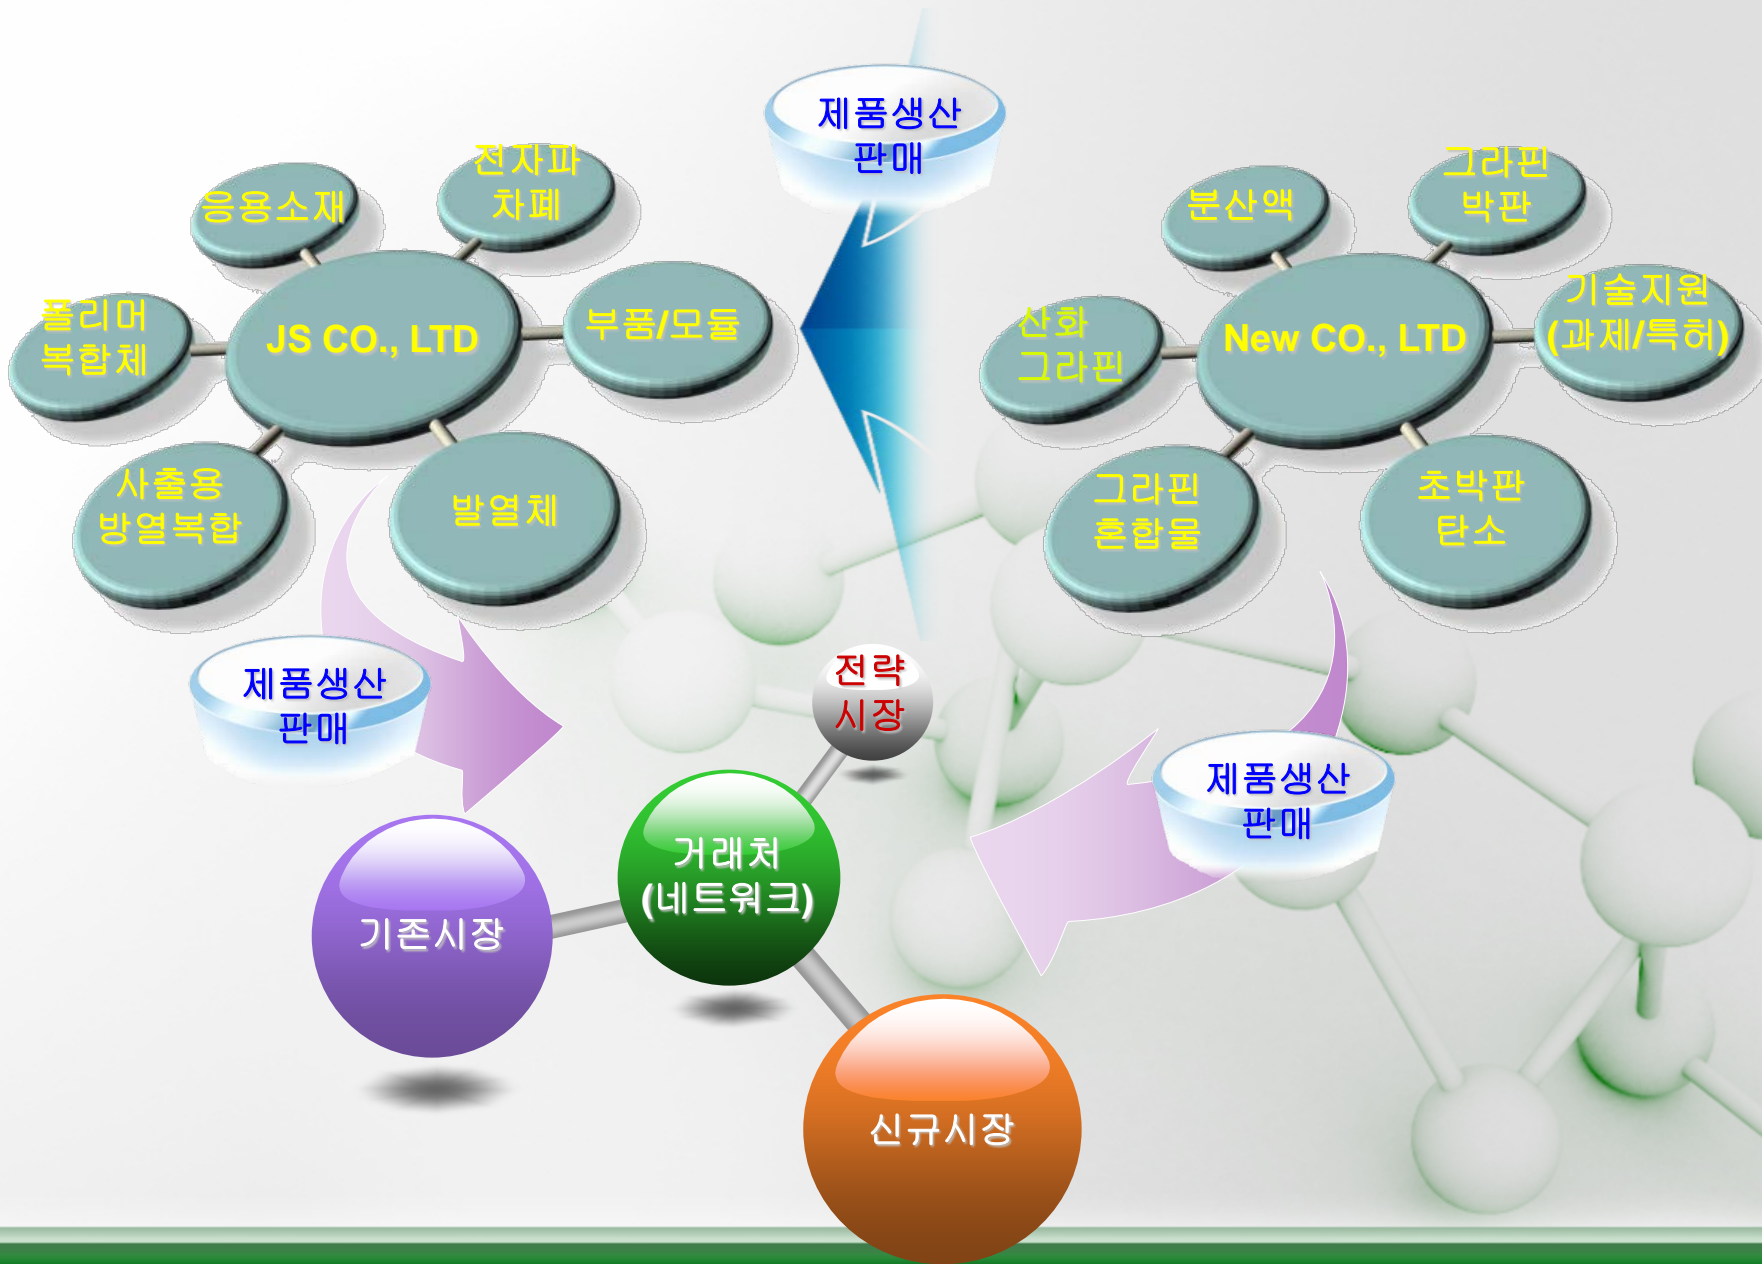 제품생산
판매
응용소재
전자파
차폐
폴리머
복합체
JS CO., LTD
부품/모듈
사출용
방열복합
발열체
분산액
그라핀
박판
산화
그라핀
New CO., LTD
기술지원
(과제/특허)
그라핀
혼합물
초박판
탄소
제품생산
판매
전략
시장
제품생산
판매
거래처
(네트워크)
기존시장
신규시장